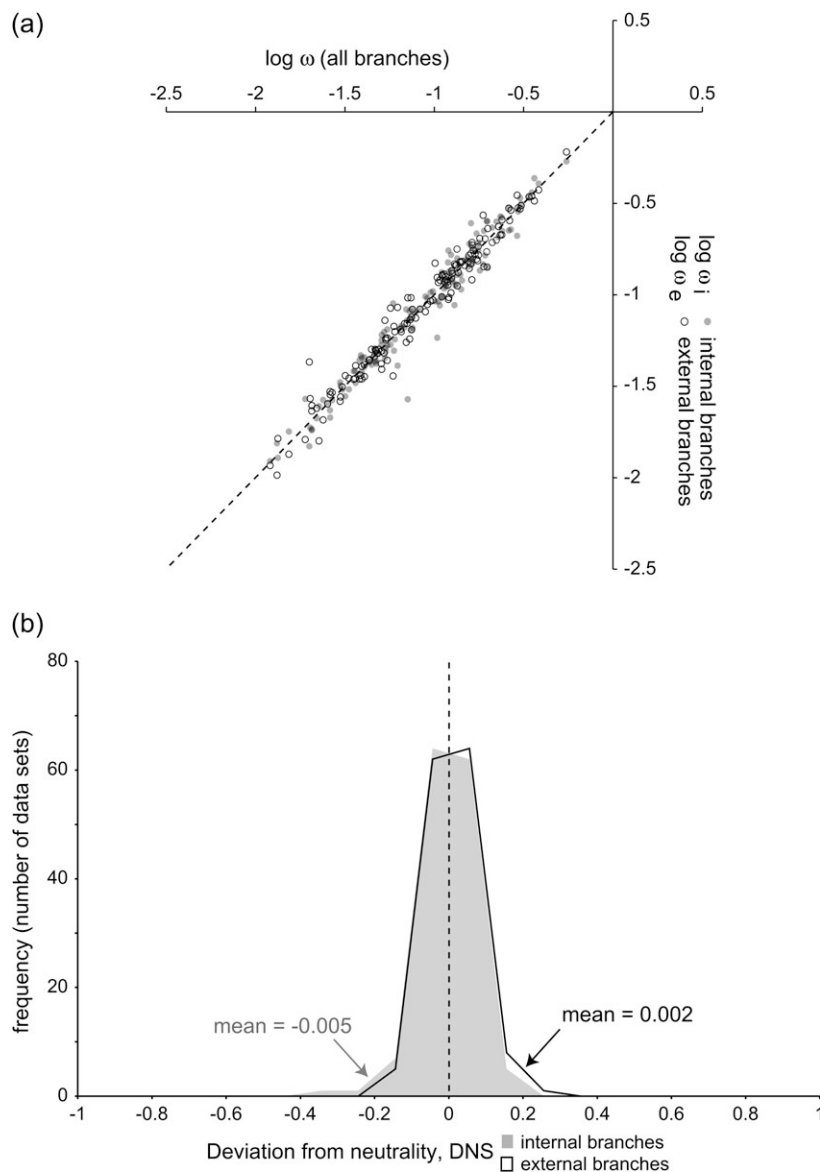 (a)
0.5
log ω (all branches)
-2.5 -2 -1.5 -1 -0.5 0.5
-0.5
-1
-1.5
-2
-2.5
log ω i internal branches
log ω e external branches
(b)
80
60
40
20
0
frequency (number of data sets)
mean = -0.005
mean = 0.002
-1 -0.8 -0.6 -0.4 -0.2 0 0.2 0.4 0.6 0.8 1
Deviation from neutrality, DNS
internal branches
external branches